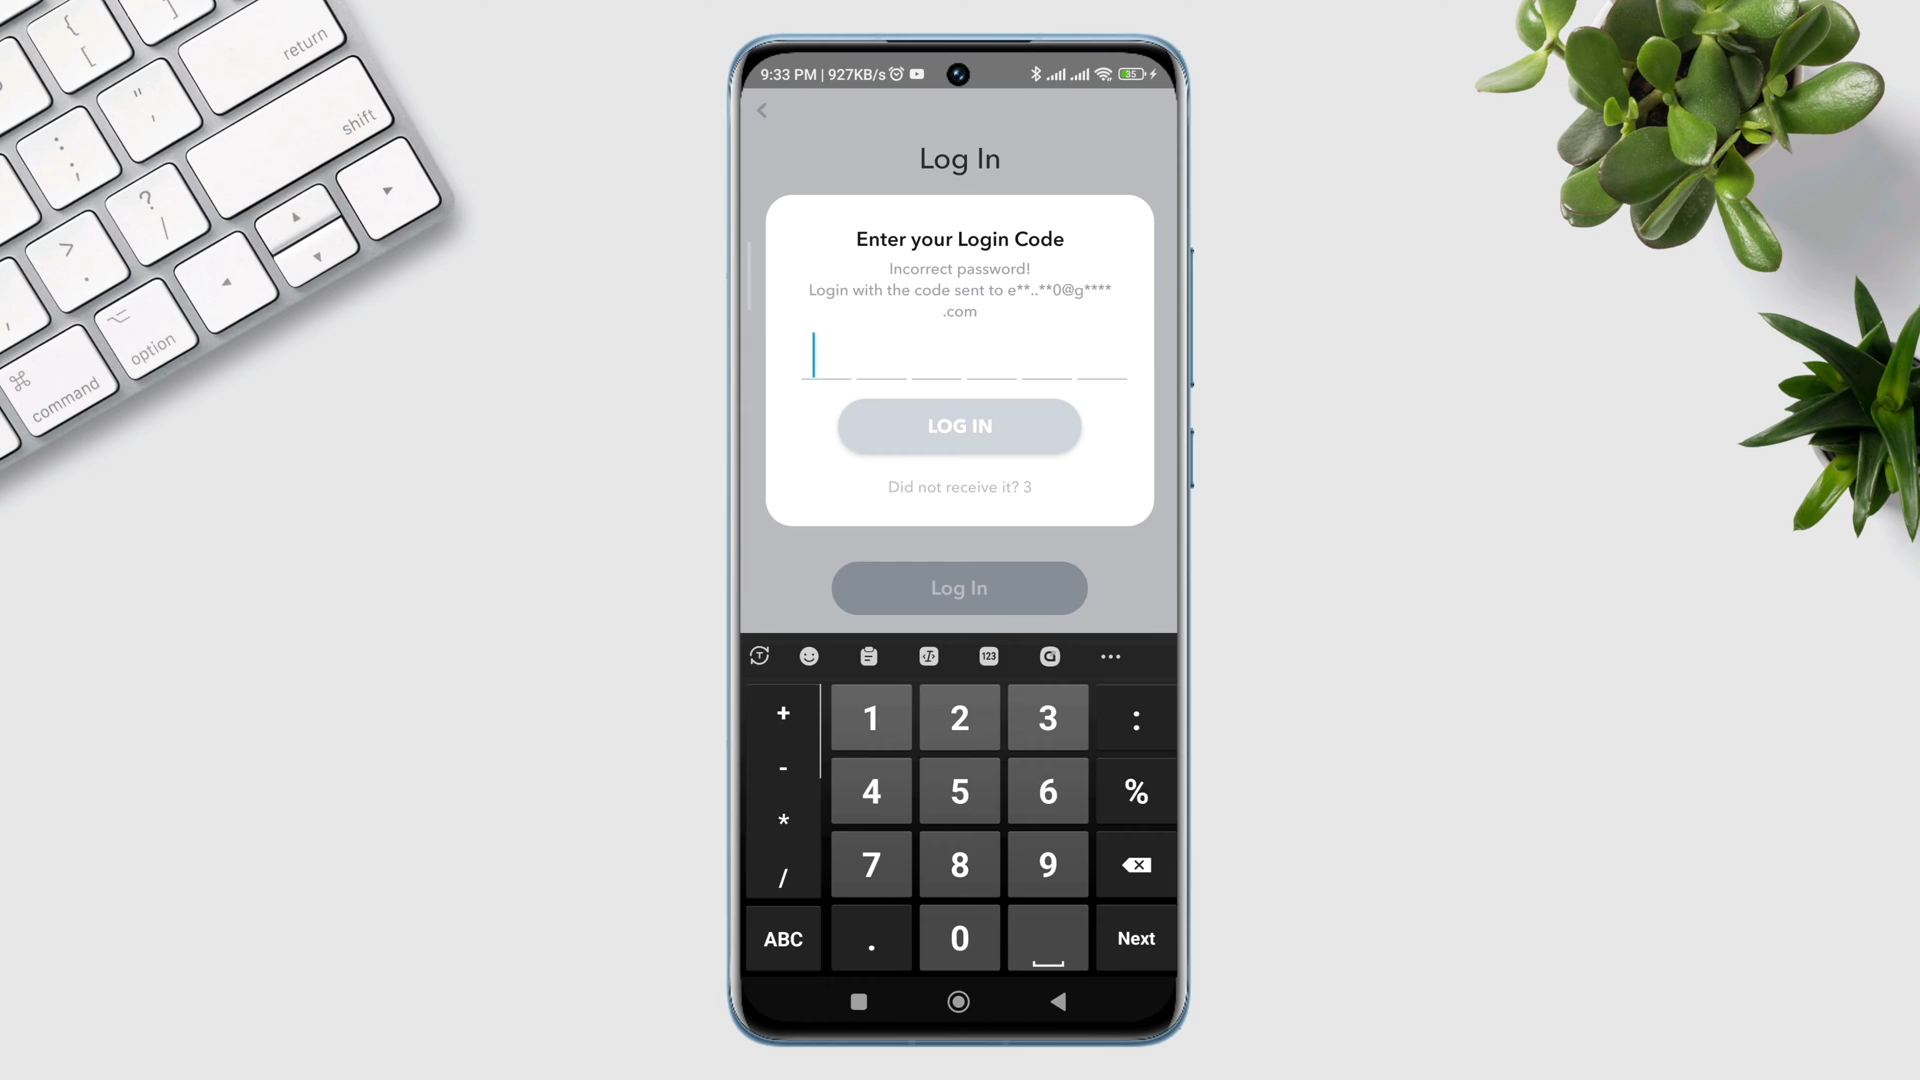 {
[
return
"
'
shift
:
;
?
/
>
.
,
option
command
9:33 PM | 927KB/s
35
Log In
Enter your Login Code
Incorrect password!
Login with the code sent to e**..**0@g****
.com
LOG IN
Did not receive it? 3
Log In
T
123
+ 1 2 3 :
- 4 5 6 %
* 7 8 9
/
ABC . 0 Next